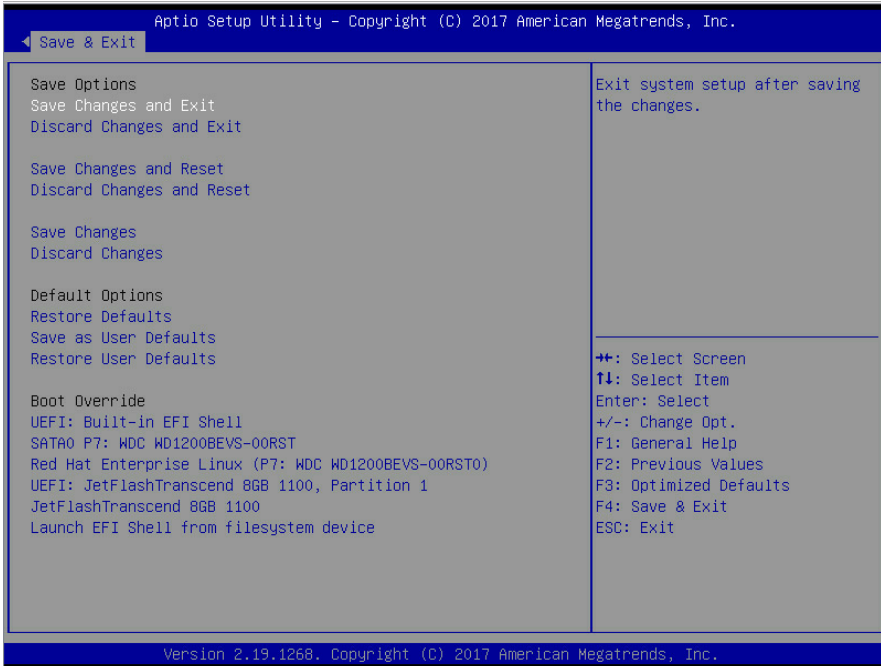 Aptio Setup Utility – Copyright (C) 2017 American Megatrends, Inc.
Save & Exit
Save Options
Save Changes and Exit
Discard Changes and Exit
Save Changes and Reset
Discard Changes and Reset
Save Changes
Discard Changes
Default Options
Restore Defaults
Save as User Defaults
Restore User Defaults
Boot Override
UEFI: Built-in EFI Shell
SATA0 P7: WDC WD1200BEVS-00RST
Red Hat Enterprise Linux (P7: WDC WD1200BEVS-00RST0)
UEFI: JetFlashTranscend 8GB 1100, Partition 1
JetFlashTranscend 8GB 1100
Launch EFI Shell from filesystem device
Exit system setup after saving
the changes.
→←: Select Screen
↑↓: Select Item
Enter: Select
+/-: Change Opt.
F1: General Help
F2: Previous Values
F3: Optimized Defaults
F4: Save & Exit
ESC: Exit
Version 2.19.1268. Copyright (C) 2017 American Megatrends, Inc.